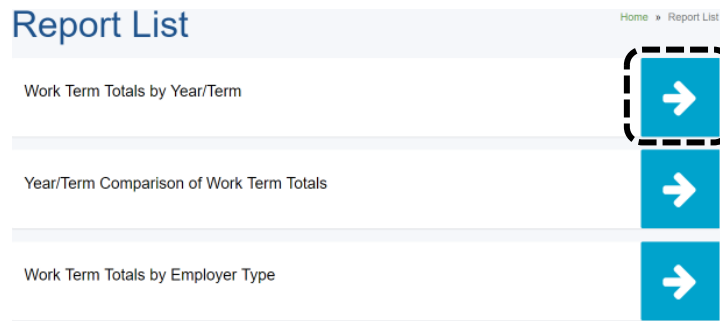 Report List
Home » Report List
Work Term Totals by Year/Term
Year/Term Comparison of Work Term Totals
Work Term Totals by Employer Type